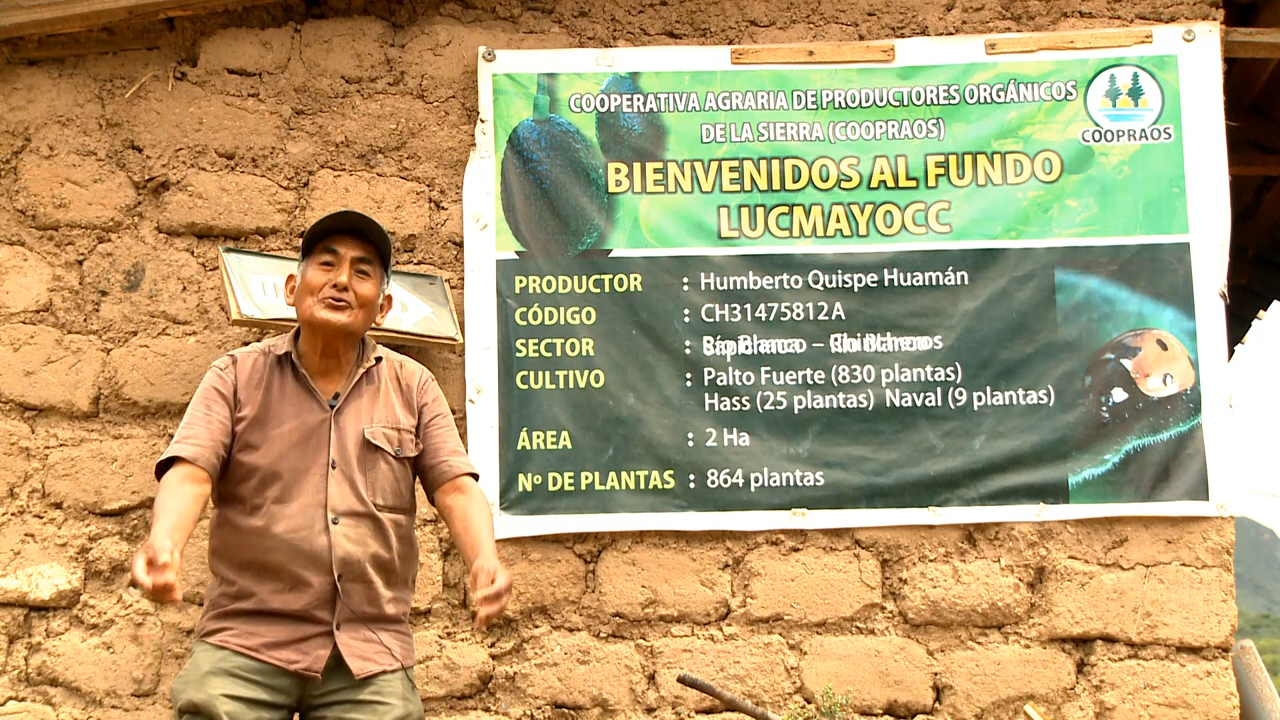 COOPERATIVA AGRARIA DE PRODUCTORES ORGÁNICOS
DE LA SIERRA (COOPRAOS)
COOPRAOS
BIENVENIDOS AL FUNDO
LUCMAYOCC
PRODUCTOR : Humberto Quispe Huamán
CÓDIGO : CH31475812A
SECTOR :
CULTIVO : Palto Fuerte (830 plantas)
Hass (25 plantas) Naval (9 plantas)
ÁREA : 2 Ha
Nº DE PLANTAS : 864 plantas